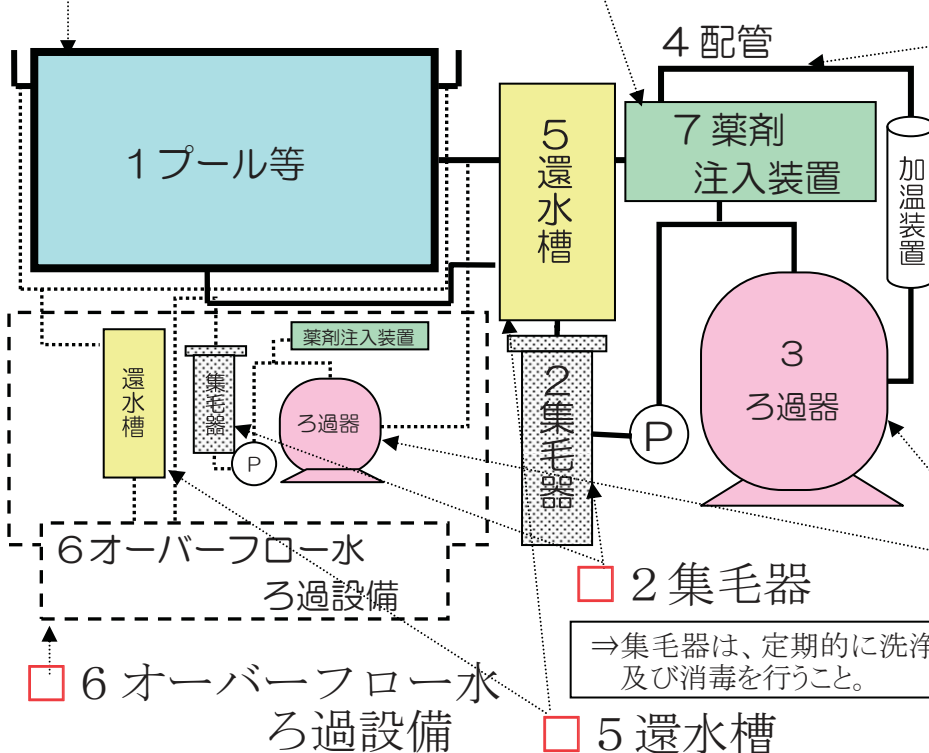 4 配管
1プール等
5
還
水
槽
7 薬剤
注入装置
加
温
装
置
薬剤注入装置
還
水
槽
集
毛
器
ろ過器
P
2
集
毛
器
P
3
ろ過器
6オーバーフロー水
ろ過設備
□ 2 集毛器
⇒集毛器は、定期的に洗浄
及び消毒を行うこと。
□ 6 オーバーフロー水
ろ過設備
□ 5 還水槽